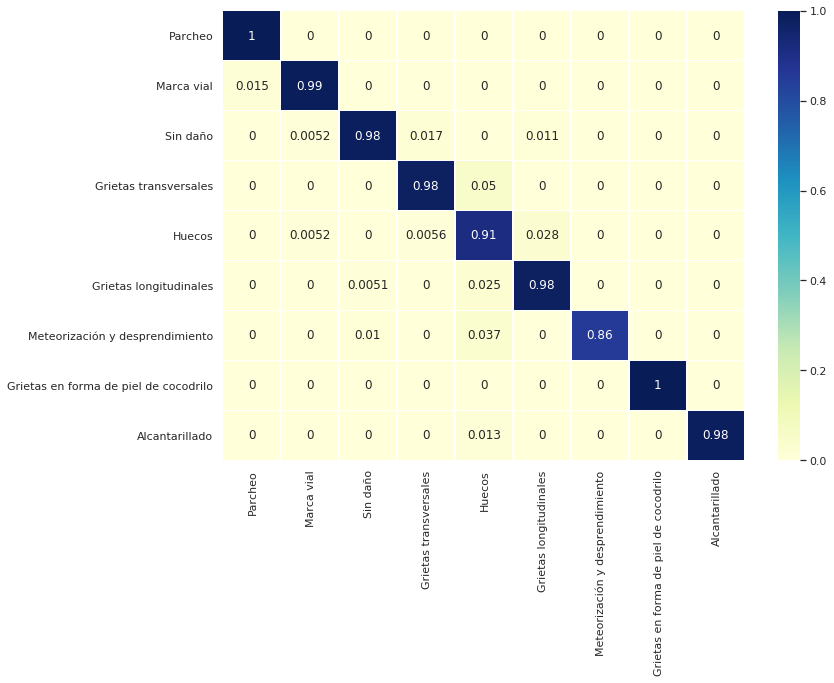 Parcheo 1 0 0 0 0 0 0 0 0
Marca vial 0.015 0.99 0 0 0 0 0 0 0
Sin daño 0 0.0052 0.98 0.017 0 0.011 0 0 0
Grietas transversales 0 0 0 0.98 0.05 0 0 0 0
Huecos 0 0.0052 0 0.0056 0.91 0.028 0 0 0
Grietas longitudinales 0 0 0.0051 0 0.025 0.98 0 0 0
Meteorización y desprendimiento 0 0 0.01 0 0.037 0 0.86 0 0
Grietas en forma de piel de cocodrilo 0 0 0 0 0 0 0 1 0
Alcantarillado 0 0 0 0 0.013 0 0 0 0.98
Parcheo
Marca vial
Sin daño
Grietas transversales
Huecos
Grietas longitudinales
Meteorización y desprendimiento
Grietas en forma de piel de cocodrilo
Alcantarillado
1.0
0.8
0.6
0.4
0.2
0.0